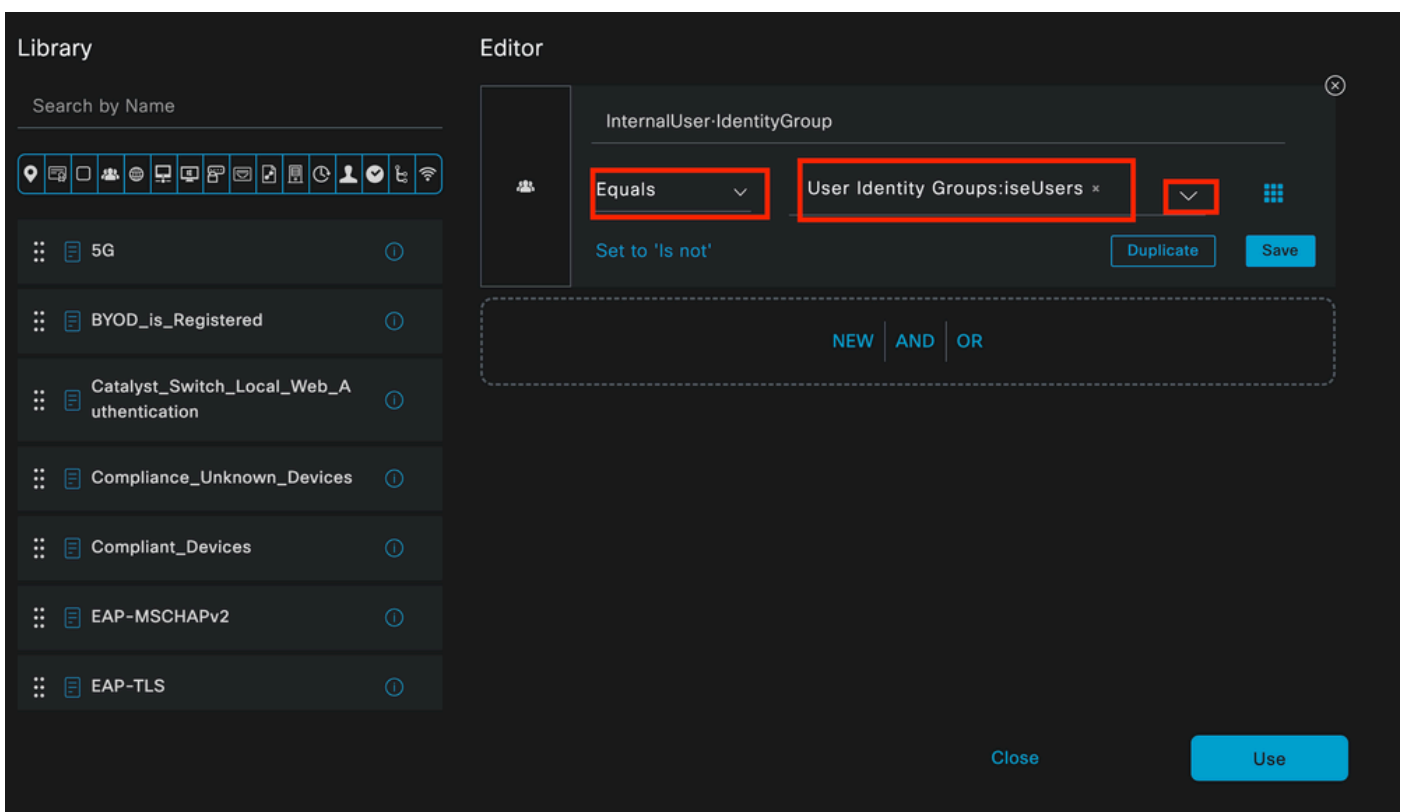 Library
Search by Name
5G
BYOD_is_Registered
Catalyst_Switch_Local_Web_A
uthentication
Compliance_Unknown_Devices
Compliant_Devices
EAP-MSCHAPv2
EAP-TLS
Editor
InternalUser·IdentityGroup
Equals
User Identity Groups:iseUsers ×
Set to 'Is not'
Duplicate
Save
NEW AND OR
Close
Use